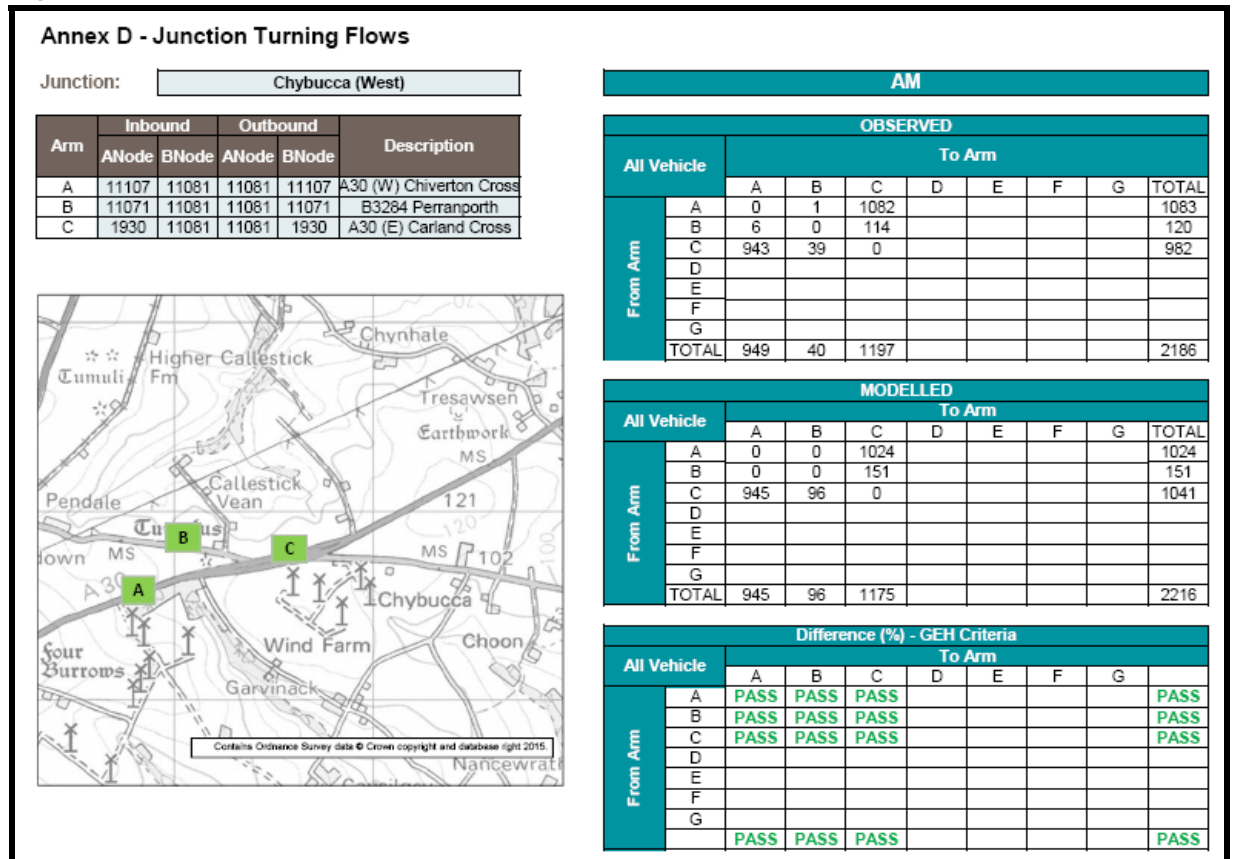 Annex D - Junction Turning Flows
Junction: Chybucca (West)
Arm Inbound Outbound Description
ANode BNode ANode BNode
A 11107 11081 11081 11107 A30 (W) Chiverton Cross
B 11071 11081 11081 11071 B3284 Perranporth
C 1930 11081 11081 1930 A30 (E) Carland Cross
Chynhale
Higher Callestick
Tumuli Fm
Tresawsen
Earthwork
MS
Callestick
Vean
121
Pendale
120
B
C
down MS
MS 102
100
A30
A
Chybucca
Four
Burrows
Wind Farm
Choon
Garvinack
Contains Ordnance Survey data © Crown copyright and database right 2015.
Nancewrath
AM
OBSERVED
All Vehicle To Arm
A B C D E F G TOTAL
From Arm
A 0 1 1082 1083
B 6 0 114 120
C 943 39 0 982
D
E
F
G
TOTAL 949 40 1197 2186
MODELLED
All Vehicle To Arm
A B C D E F G TOTAL
From Arm
A 0 0 1024 1024
B 0 0 151 151
C 945 96 0 1041
D
E
F
G
TOTAL 945 96 1175 2216
Difference (%) - GEH Criteria
All Vehicle To Arm
A B C D E F G
From Arm
A PASS PASS PASS PASS
B PASS PASS PASS PASS
C PASS PASS PASS PASS
D
E
F
G
PASS PASS PASS PASS